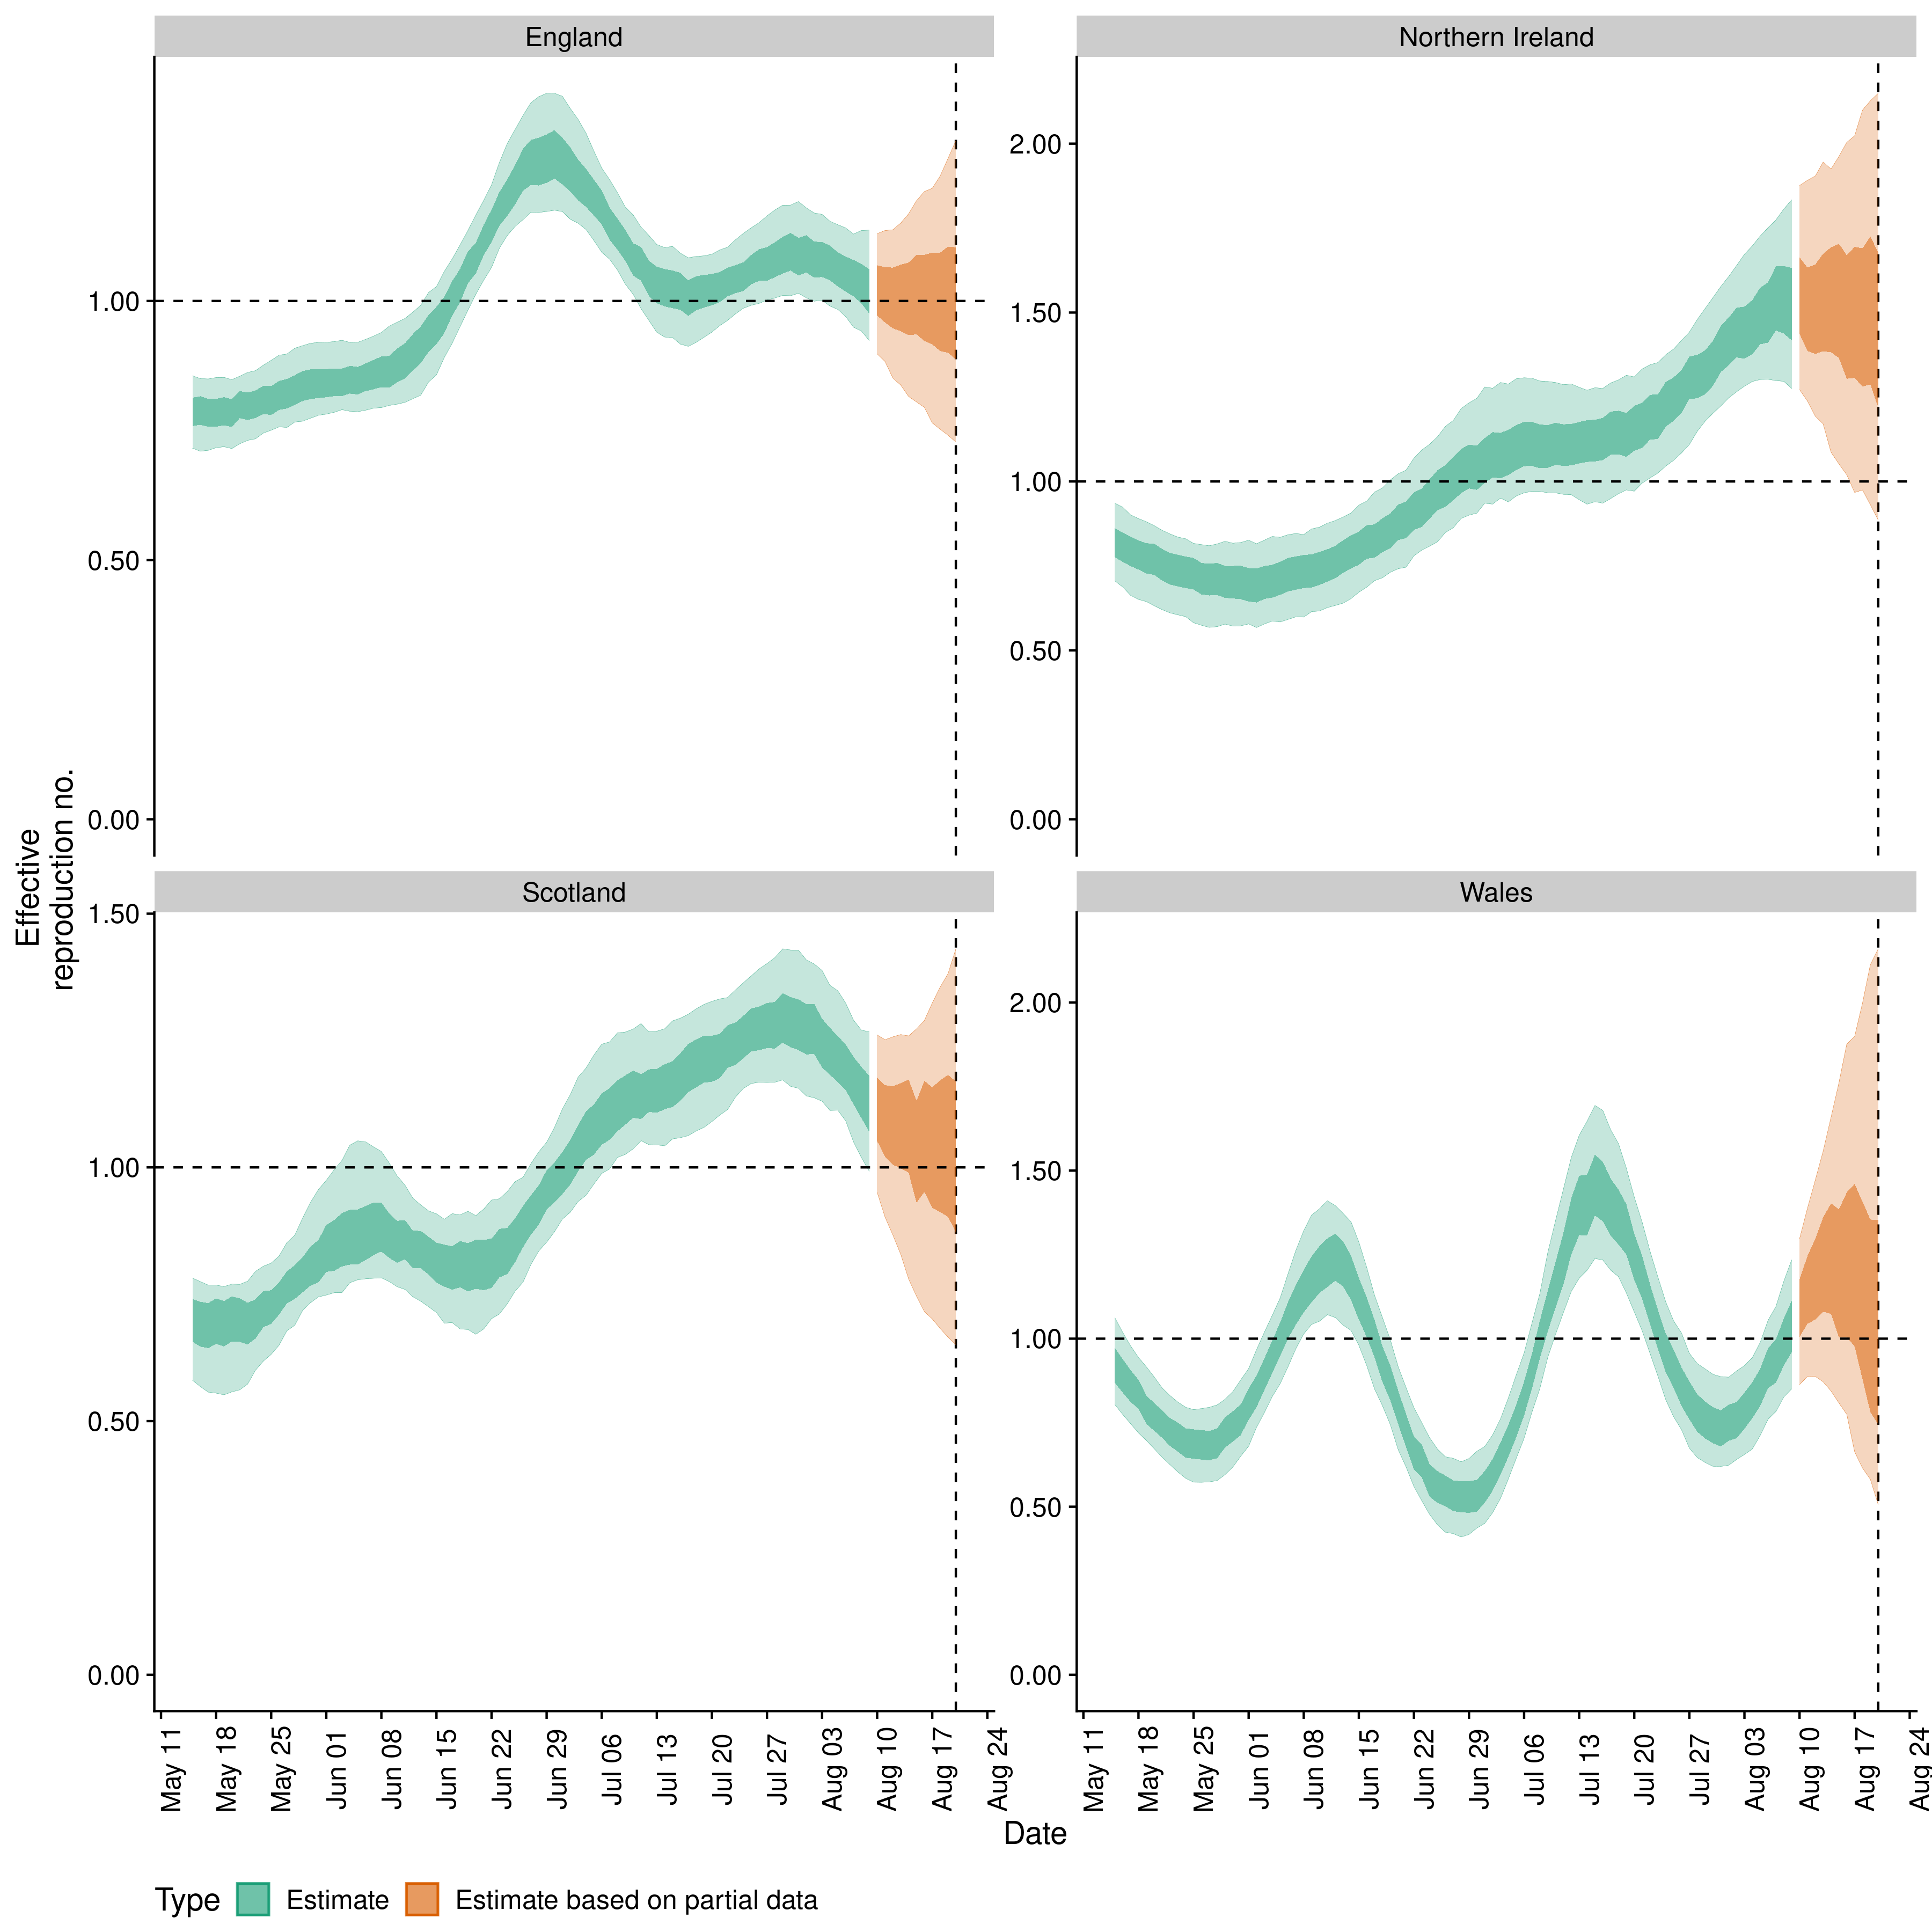 England
Northern Ireland
1.00
0.50
0.00
2.00
1.50
1.00
0.50
0.00
Effective
reproduction no.
Scotland
Wales
1.50
1.00
0.50
0.00
2.00
1.50
1.00
0.50
0.00
May 11
May 18
May 25
Jun 01
Jun 08
Jun 15
Jun 22
Jun 29
Jul 06
Jul 13
Jul 20
Jul 27
Aug 03
Aug 10
Aug 17
Aug 24
May 11
May 18
May 25
Jun 01
Jun 08
Jun 15
Jun 22
Jun 29
Jul 06
Jul 13
Jul 20
Jul 27
Aug 03
Aug 10
Aug 17
Aug 24
Date
Type Estimate Estimate based on partial data